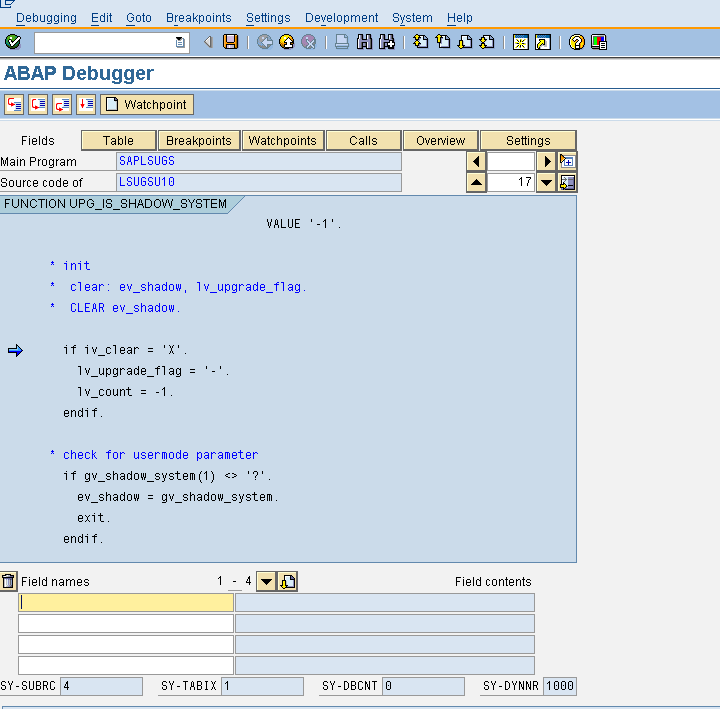 Debugging Edit Goto Breakpoints Settings Development System Help
ABAP Debugger
Watchpoint
Fields Table Breakpoints Watchpoints Calls Overview Settings
Main Program SAPLSUGS
Source code of LSUGSU10 17
FUNCTION UPG_IS_SHADOW_SYSTEM
VALUE '-1'.
* init
*  clear: ev_shadow, lv_upgrade_flag.
*  CLEAR ev_shadow.
if iv_clear = 'X'.
lv_upgrade_flag = '-'.
lv_count = -1.
endif.
* check for usermode parameter
if gv_shadow_system(1) <> '?'.
ev_shadow = gv_shadow_system.
exit.
endif.
Field names 1 - 4 Field contents
SY-SUBRC 4 SY-TABIX 1 SY-DBCNT 0 SY-DYNNR 1000